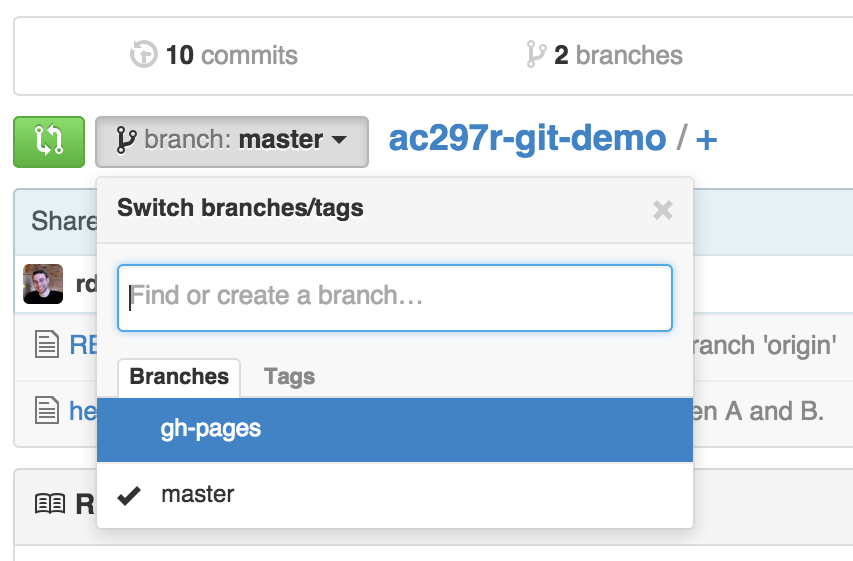 10 commits
2 branches
branch: master
ac297r-git-demo / +
Switch branches/tags
Share
Find or create a branch…
rd
RE
ranch 'origin'
Branches
Tags
he
en A and B.
gh-pages
master
R